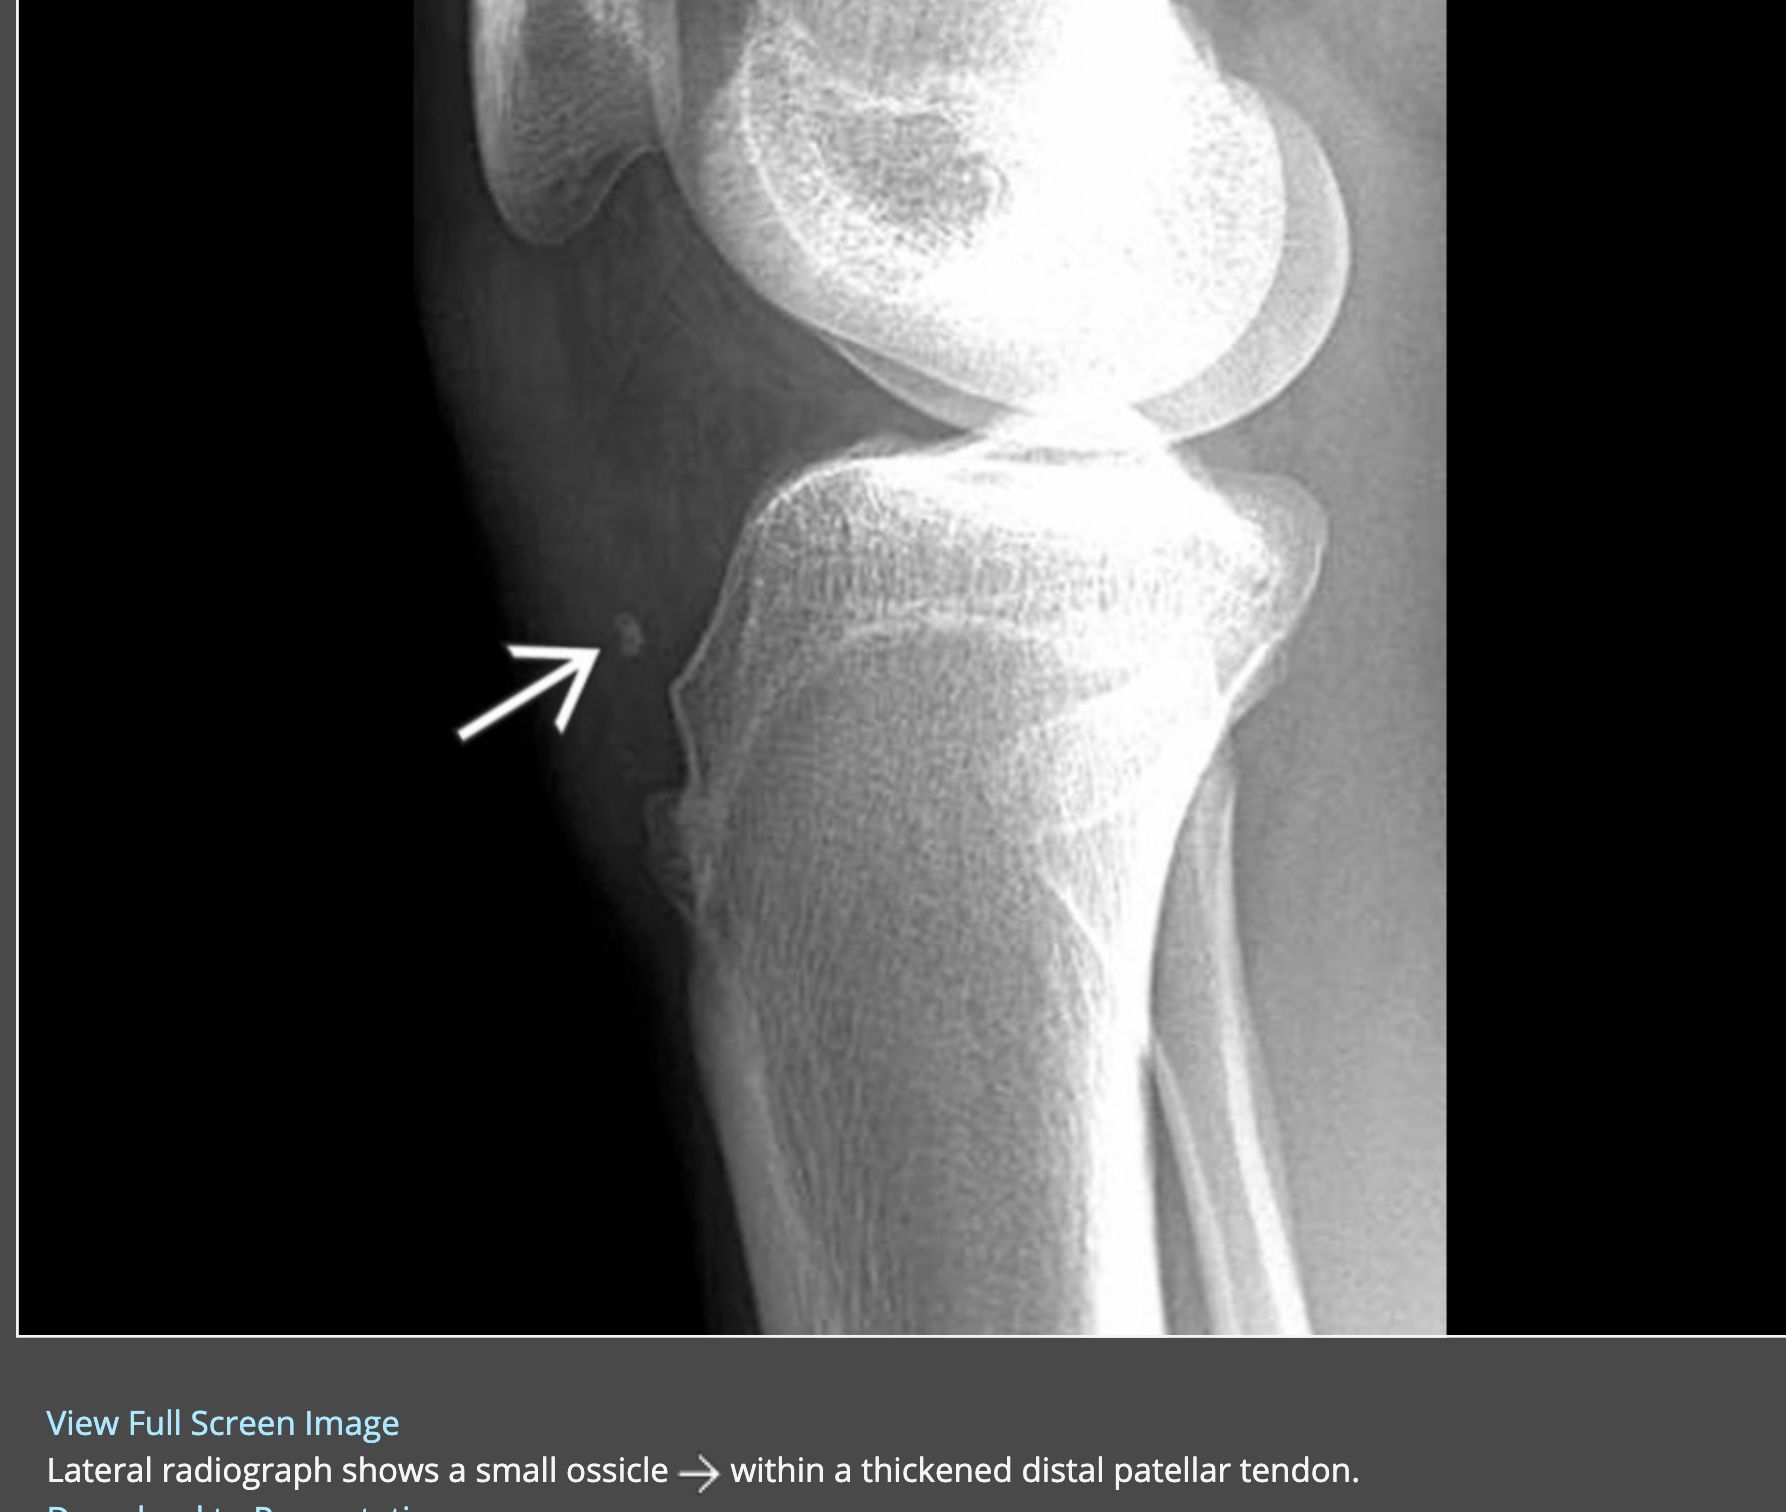 View Full Screen Image
Lateral radiograph shows a small ossicle → within a thickened distal patellar tendon.